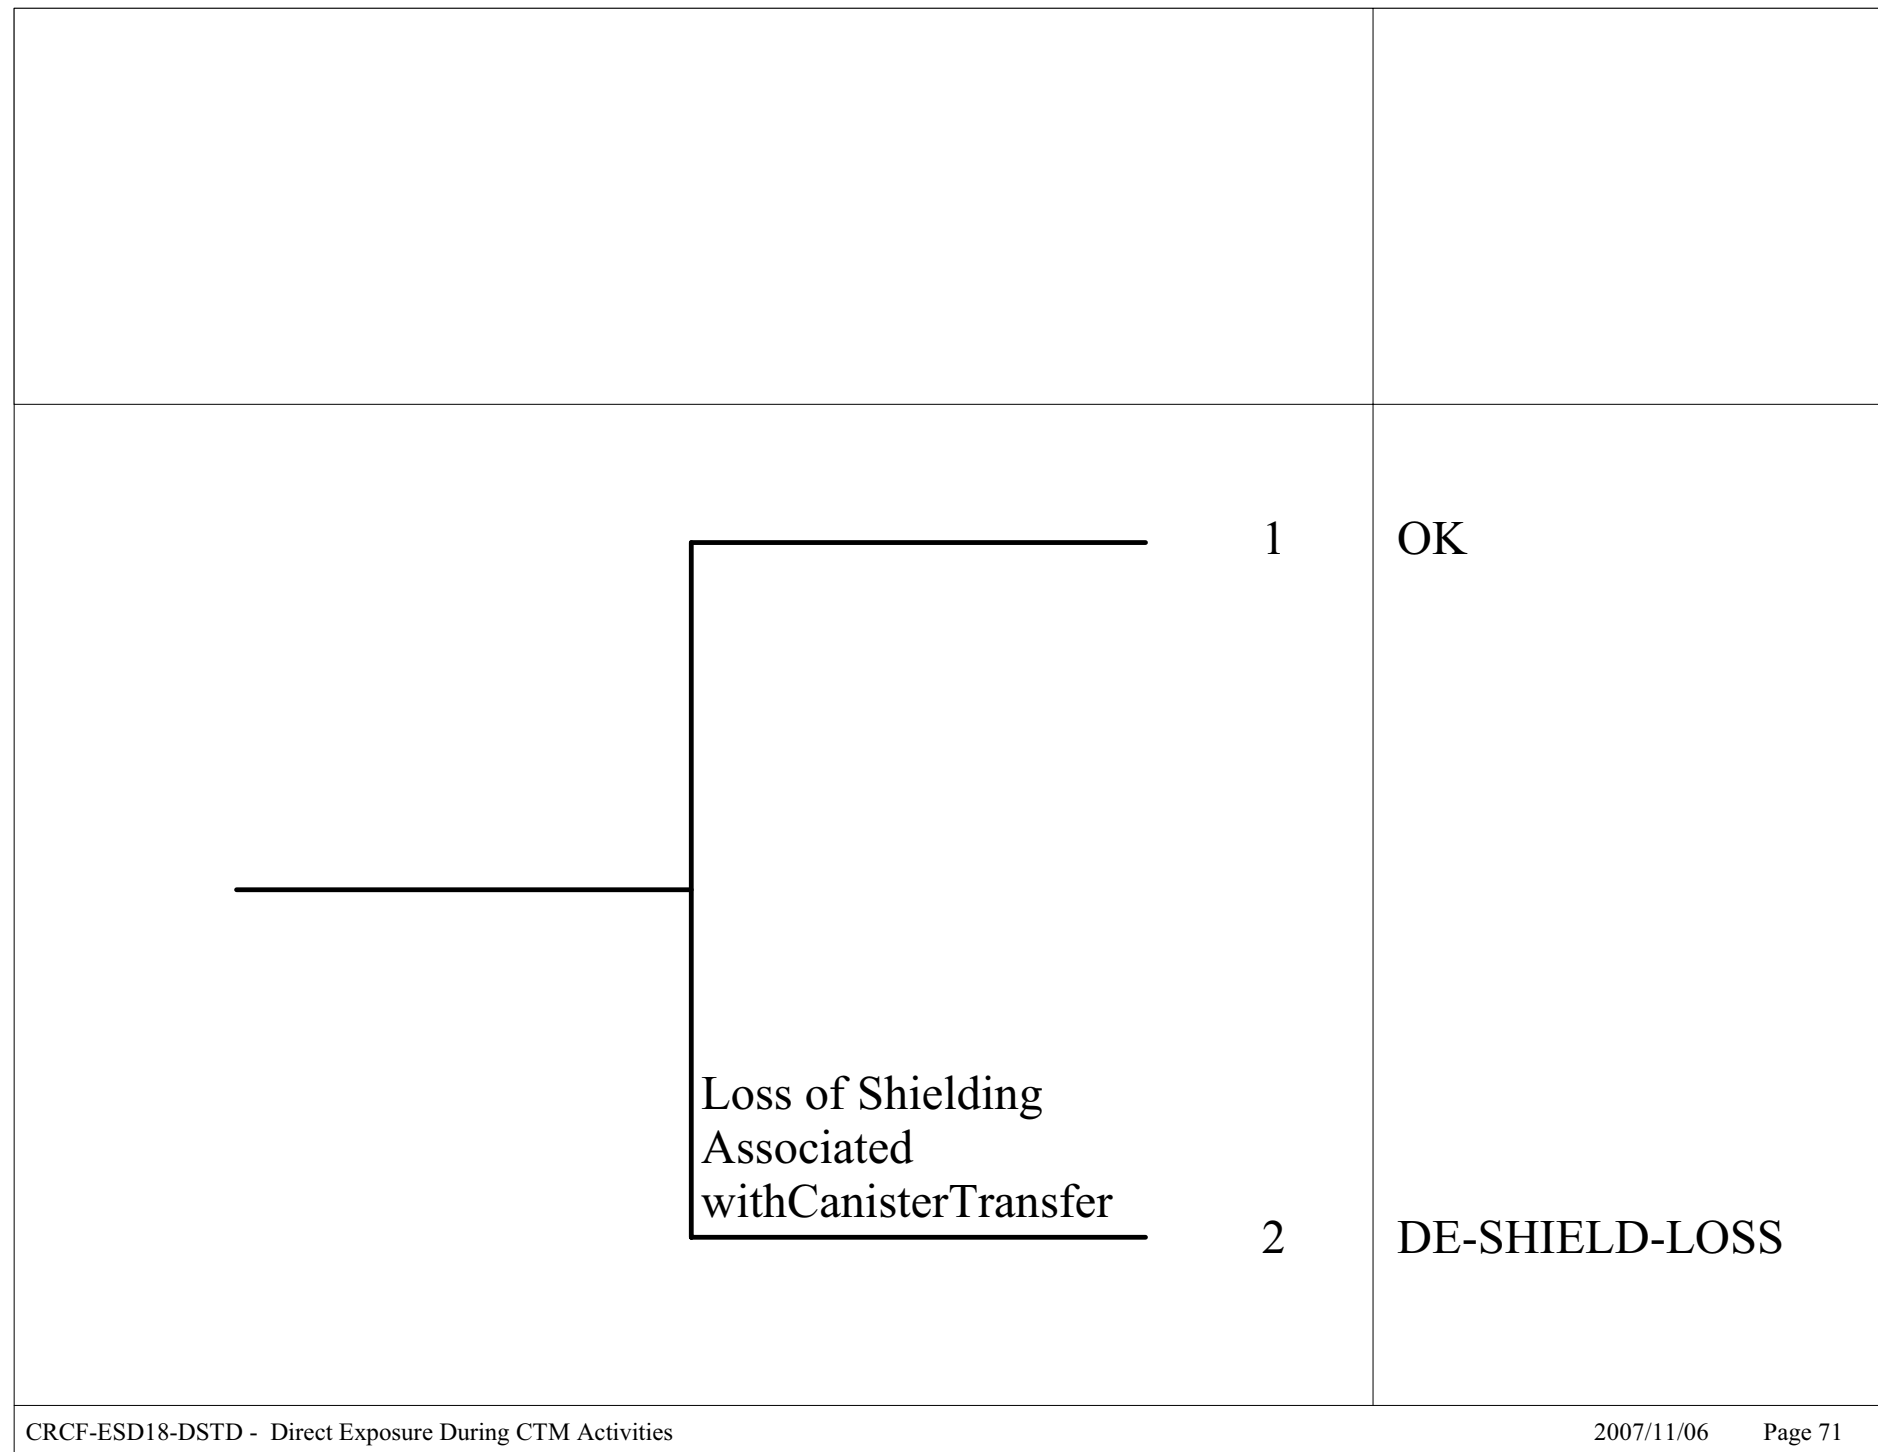 1 OK
Loss of Shielding
Associated
withCanisterTransfer
2 DE-SHIELD-LOSS
CRCF-ESD18-DSTD - Direct Exposure During CTM Activities 2007/11/06 Page 71